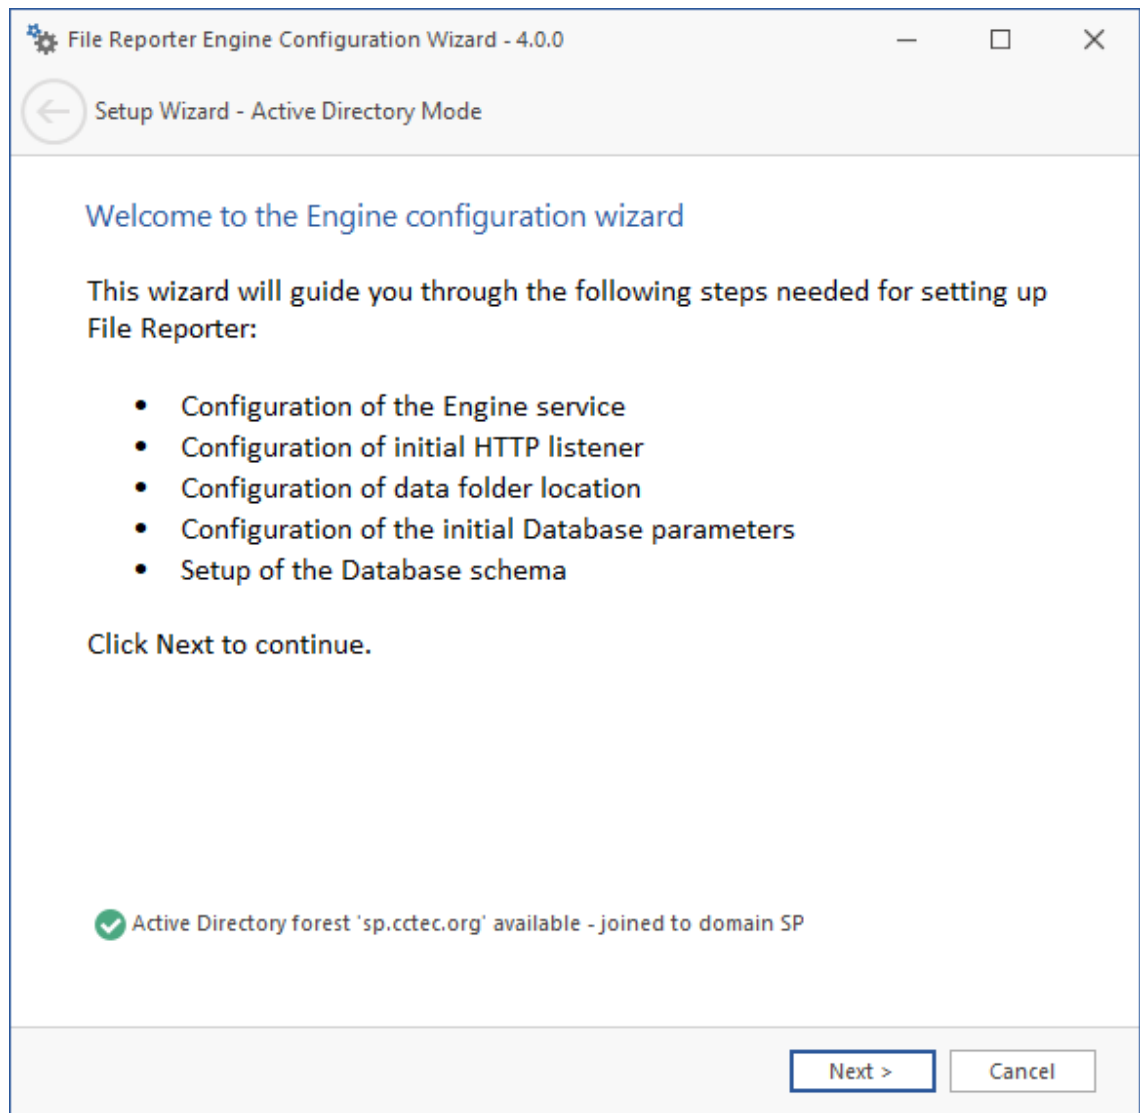 File Reporter Engine Configuration Wizard - 4.0.0
Setup Wizard - Active Directory Mode
Welcome to the Engine configuration wizard
This wizard will guide you through the following steps needed for setting up
File Reporter:
• Configuration of the Engine service
• Configuration of initial HTTP listener
• Configuration of data folder location
• Configuration of the initial Database parameters
• Setup of the Database schema
Click Next to continue.
Active Directory forest 'sp.cctec.org' available - joined to domain SP
Next >
Cancel